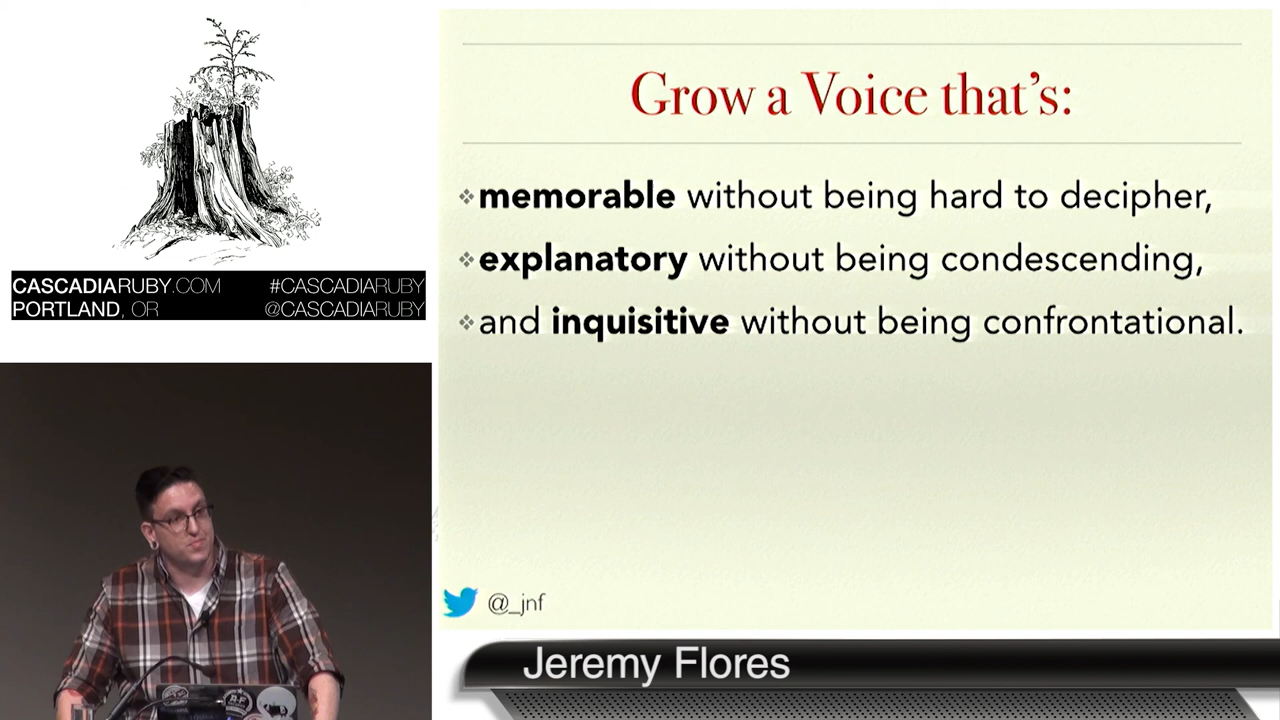 CASCADIARUBY.COM #CASCADIARUBY
PORTLAND, OR @CASCADIARUBY
Grow a Voice that's:
memorable without being hard to decipher,
explanatory without being condescending,
and inquisitive without being confrontational.
@_jnf
Jeremy Flores